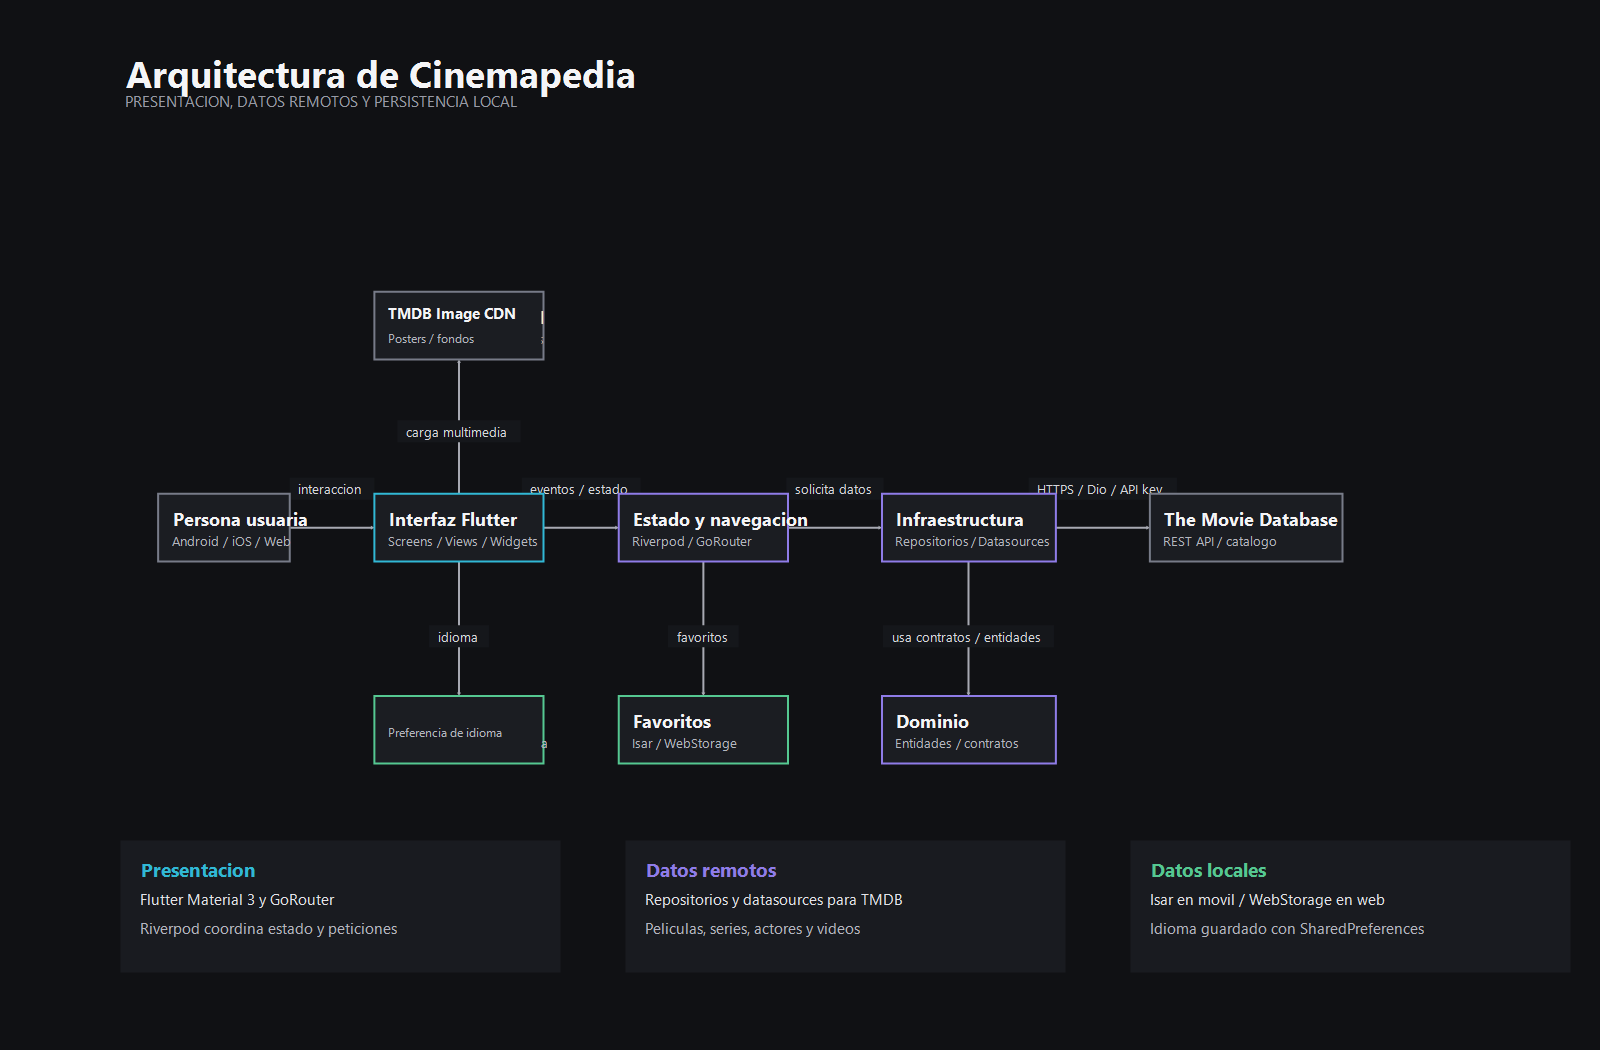 Arquitectura de Cinemapedia
PRESENTACION, DATOS REMOTOS Y PERSISTENCIA LOCAL
TMDB Image CDN
Posters / fondos
carga multimedia
interaccion
eventos / estado
solicita datos
HTTPS / Dio / API key
Persona usuaria
Android / iOS / Web
Interfaz Flutter
Screens / Views / Widgets
Estado y navegacion
Riverpod / GoRouter
Infraestructura
Repositorios / Datasources
The Movie Database
REST API / catalogo
idioma
favoritos
usa contratos / entidades
Preferencia de idioma
Favoritos
Isar / WebStorage
Dominio
Entidades / contratos
Presentacion
Flutter Material 3 y GoRouter
Riverpod coordina estado y peticiones
Datos remotos
Repositorios y datasources para TMDB
Peliculas, series, actores y videos
Datos locales
Isar en movil / WebStorage en web
Idioma guardado con SharedPreferences